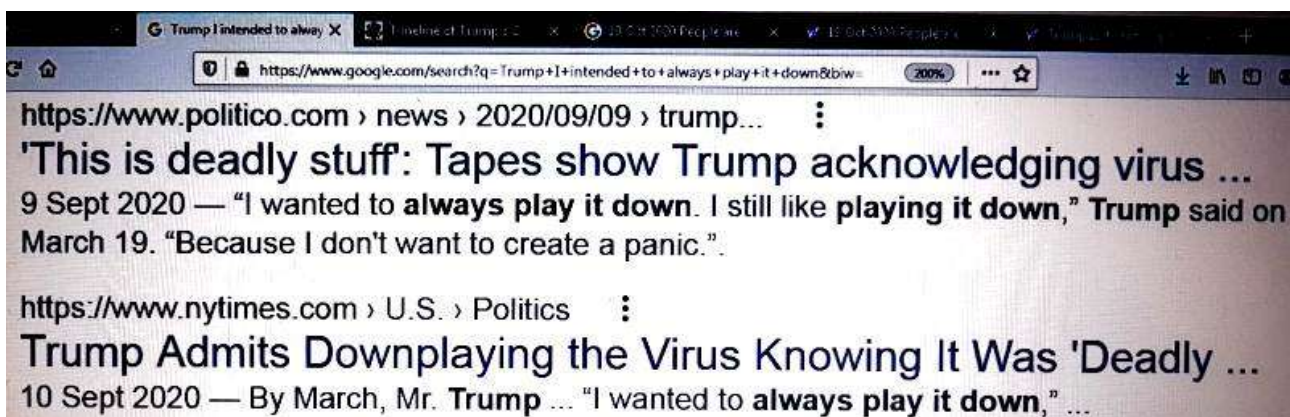 Trump I intended to alway
https://www.google.com/search?q=Trump+I+intended+to+always+play+it+down&biw=
200%
https://www.politico.com › news › 2020/09/09 › trump...
'This is deadly stuff': Tapes show Trump acknowledging virus ...
9 Sept 2020 — “I wanted to always play it down. I still like playing it down,” Trump said on
March 19. “Because I don't want to create a panic.”.
https://www.nytimes.com › U.S. › Politics
Trump Admits Downplaying the Virus Knowing It Was 'Deadly ...
10 Sept 2020 — By March, Mr. Trump ... “I wanted to always play it down,” ...